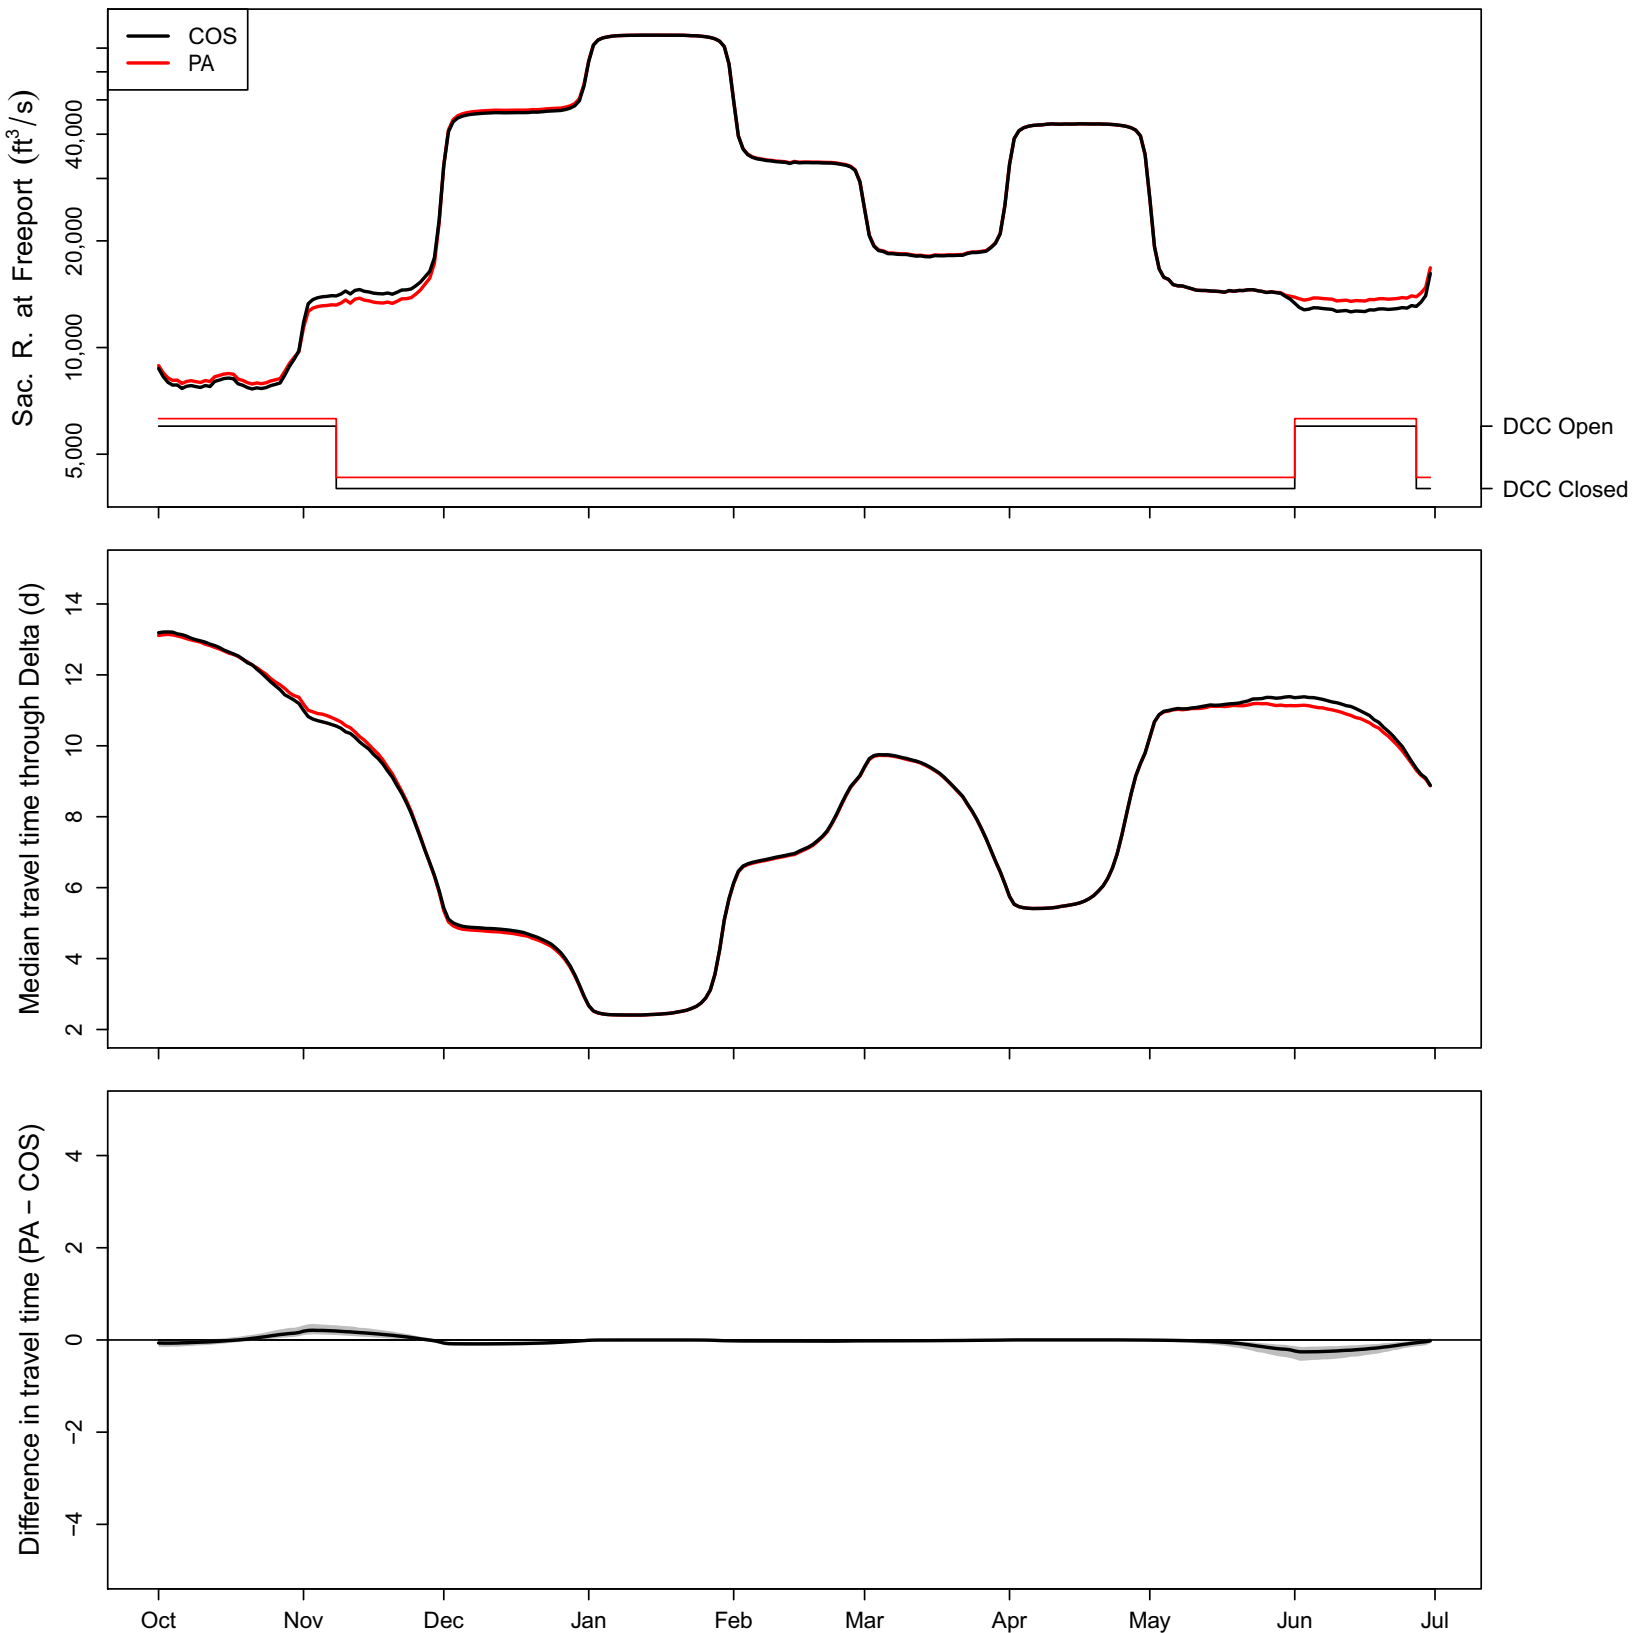 COS
PA
Sac. R. at Freeport (ft³/s)
40,000
20,000
10,000
5,000
DCC Open
DCC Closed
Median travel time through Delta (d)
14
12
10
8
6
4
2
Difference in travel time (PA − COS)
4
2
0
−2
−4
Oct Nov Dec Jan Feb Mar Apr May Jun Jul